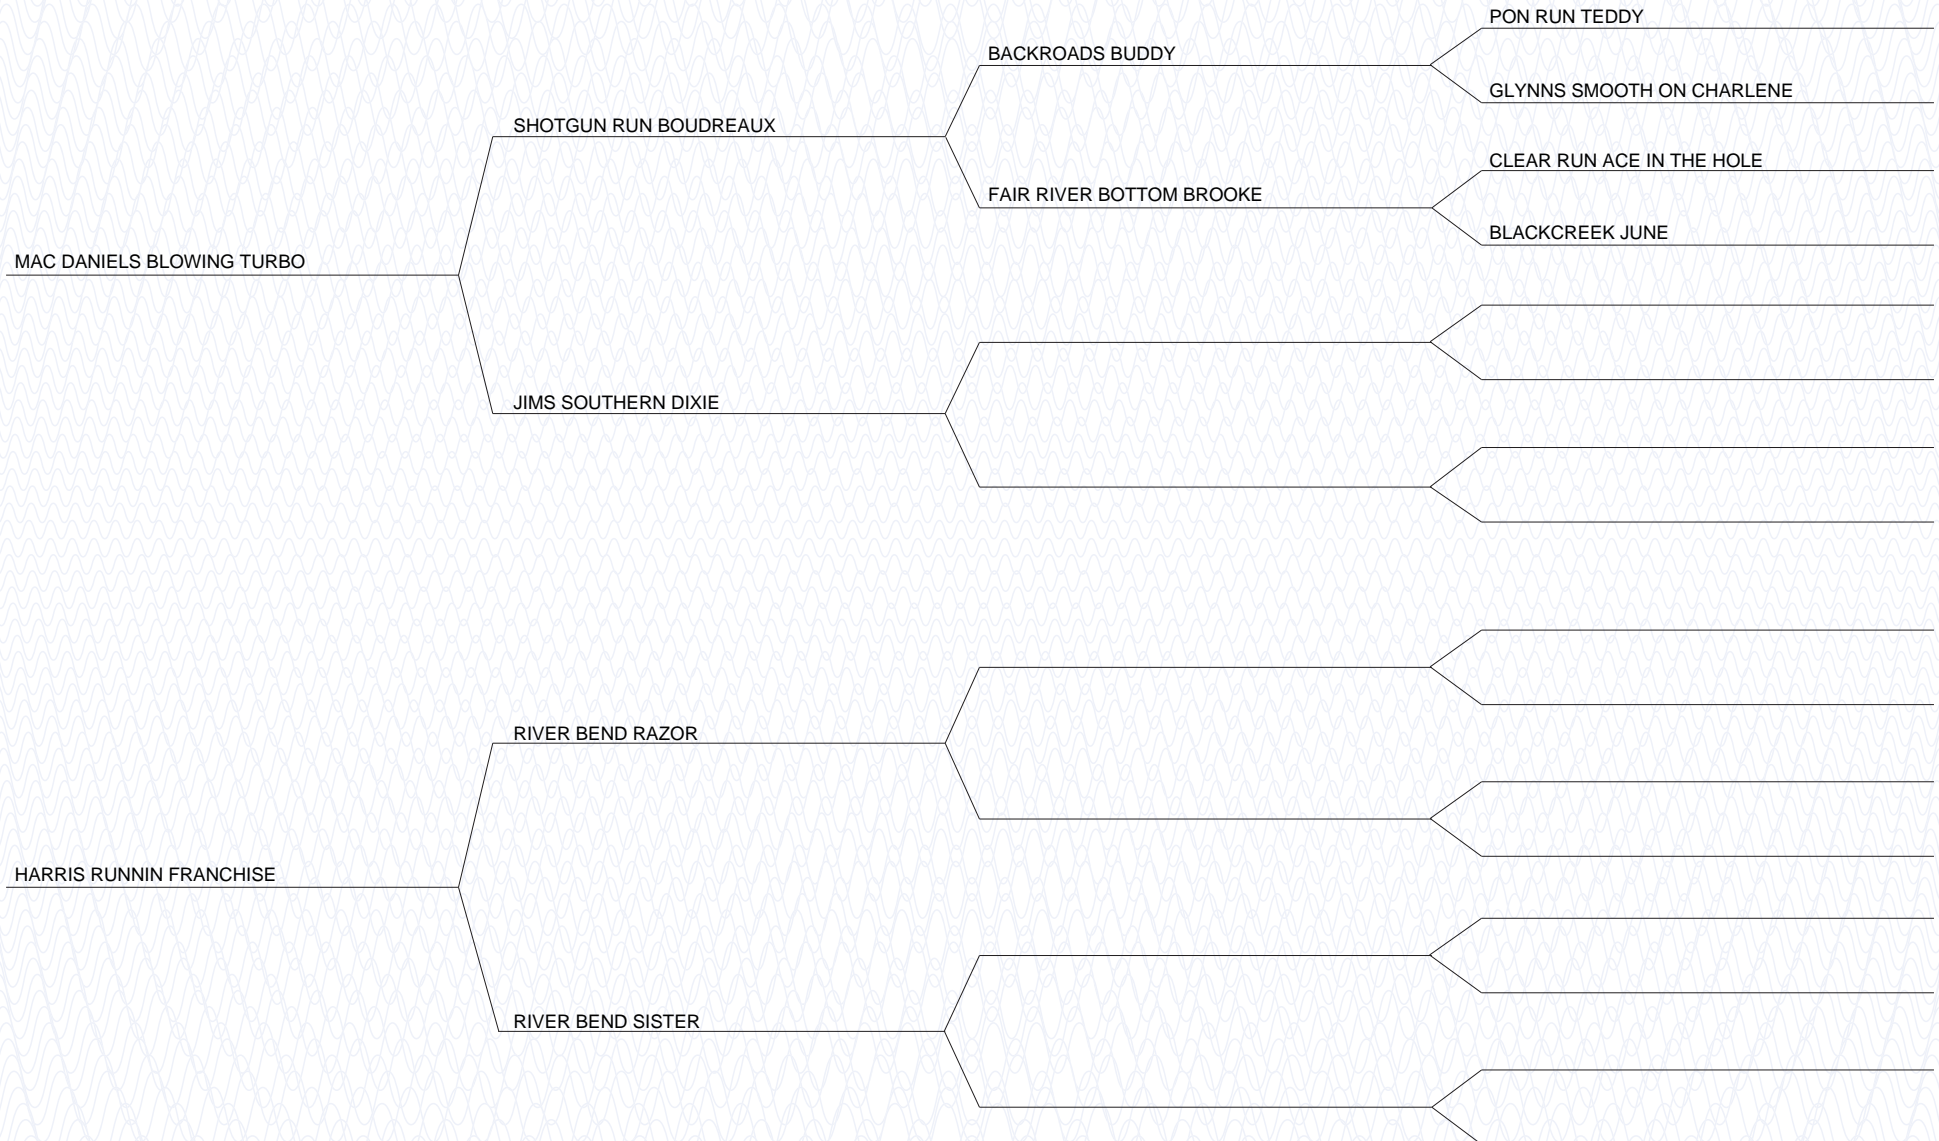 PON RUN TEDDY
BACKROADS BUDDY
GLYNNS SMOOTH ON CHARLENE
SHOTGUN RUN BOUDREAUX
CLEAR RUN ACE IN THE HOLE
FAIR RIVER BOTTOM BROOKE
BLACKCREEK JUNE
MAC DANIELS BLOWING TURBO
JIMS SOUTHERN DIXIE
RIVER BEND RAZOR
HARRIS RUNNIN FRANCHISE
RIVER BEND SISTER